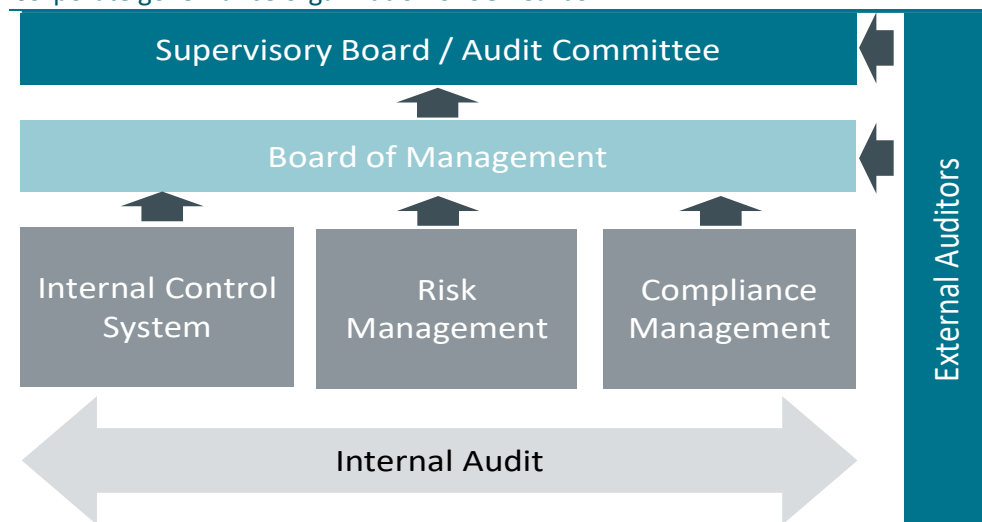 Supervisory Board / Audit Committee
Board of Management
Internal Control
System
Risk
Management
Compliance
Management
Internal Audit
External Auditors